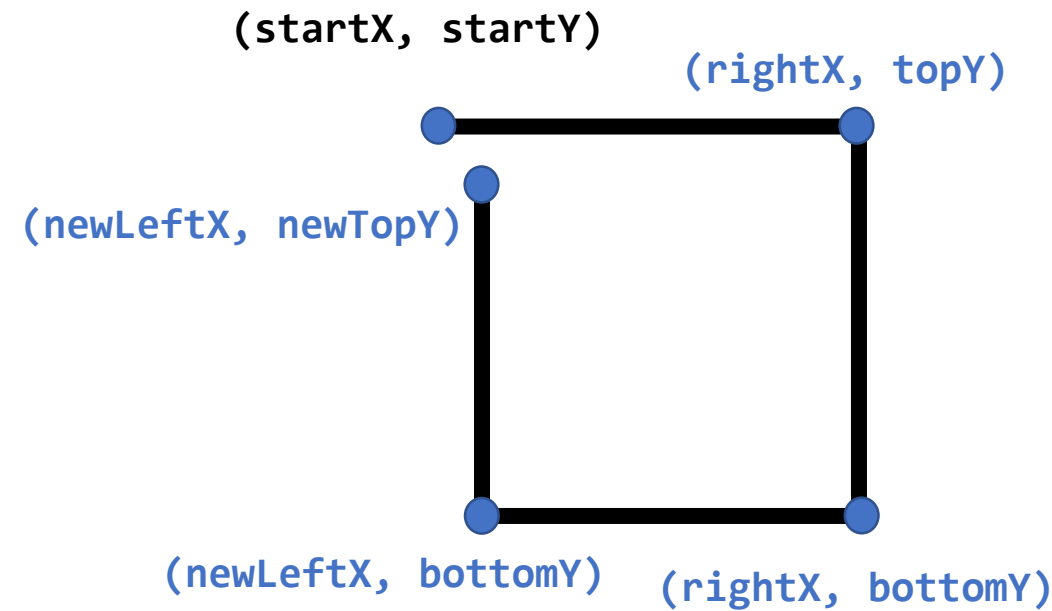 (startX, startY)
(rightX, topY)
(newLeftX, newTopY)
(newLeftX, bottomY)
(rightX, bottomY)